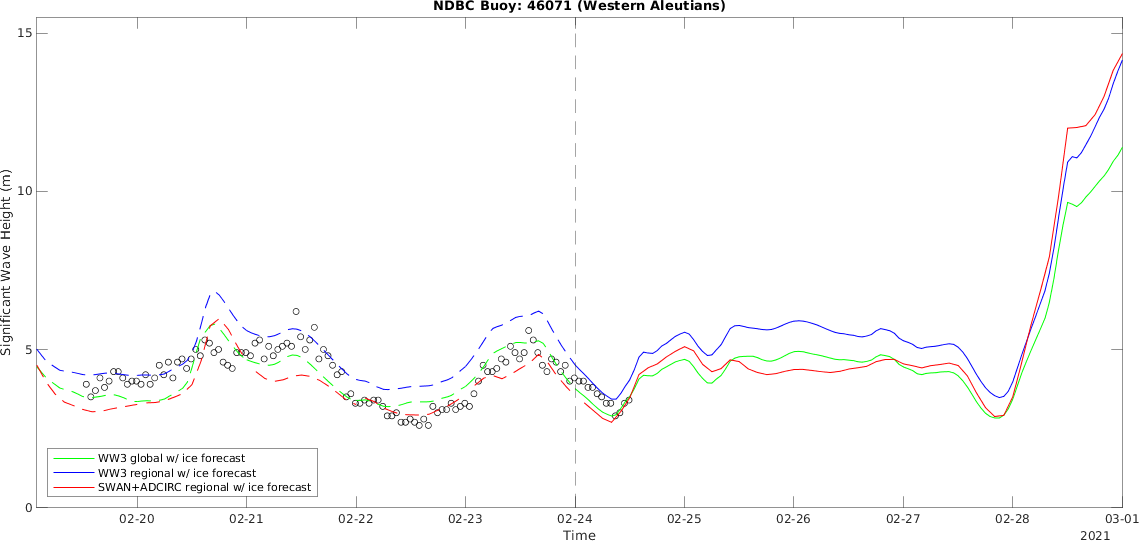 NDBC Buoy: 46071 (Western Aleutians)
15
10
5
0
Significant Wave Height (m)
WW3 global w/ ice forecast
WW3 regional w/ ice forecast
SWAN+ADCIRC regional w/ ice forecast
02-20 02-21 02-22 02-23 02-24 02-25 02-26 02-27 02-28 03-01
Time
2021